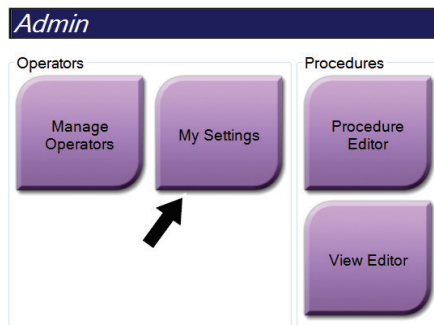 Admin
Operators
Manage
Operators
My Settings
Procedures
Procedure
Editor
View Editor